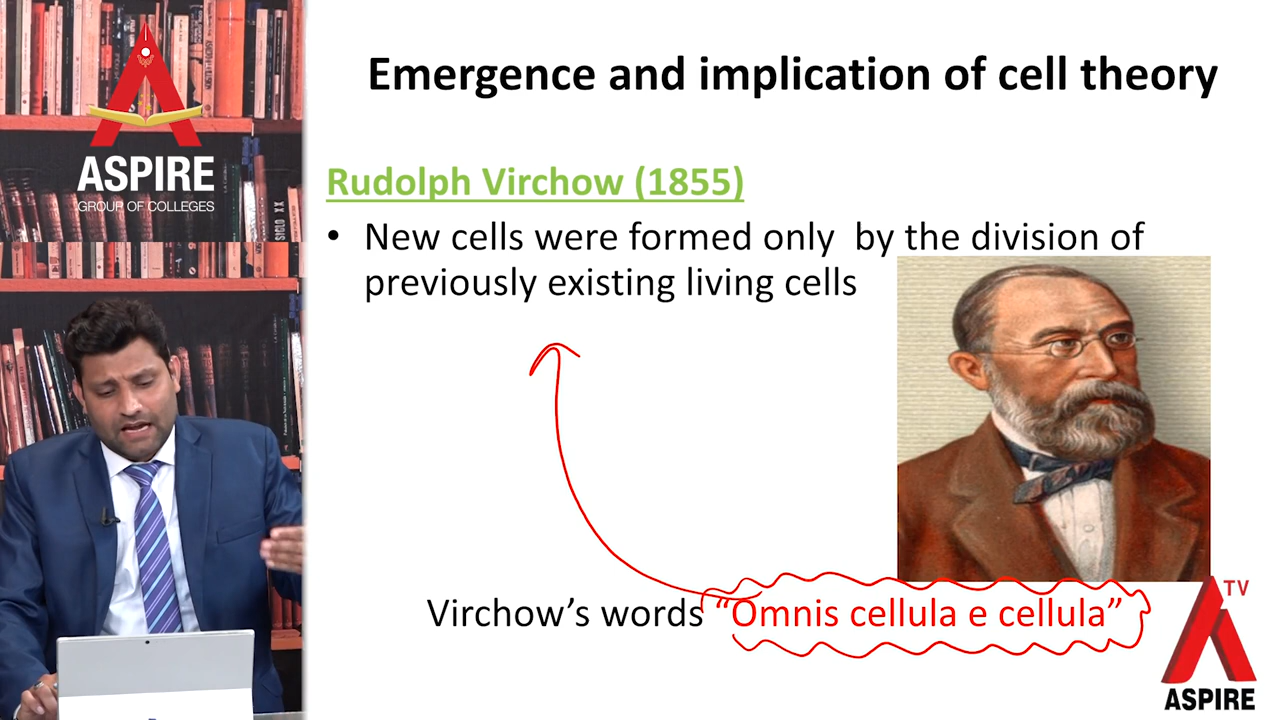 ASPIRE
GROUP OF COLLEGES
Emergence and implication of cell theory
Rudolph Virchow (1855)
• New cells were formed only by the division of
previously existing living cells
Virchow's words “Omnis cellula e cellula”
TV
ASPIRE